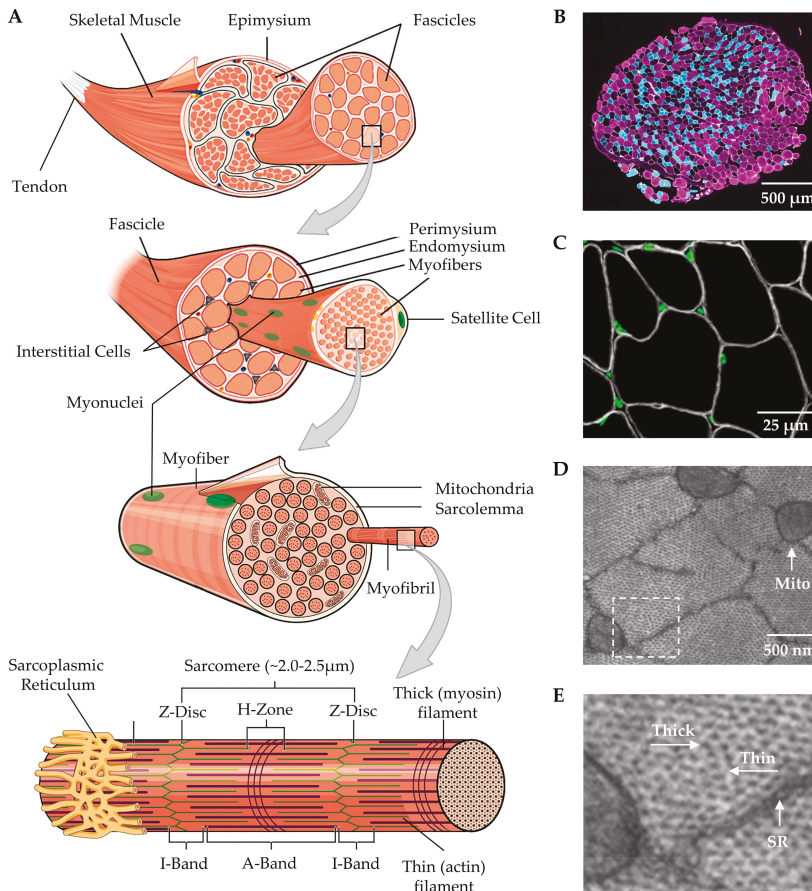 A
Skeletal Muscle
Epimysium
Fascicles
Tendon
Fascicle
Perimysium
Endomysium
Myofibers
Satellite Cell
Interstitial Cells
Myonuclei
Myofiber
Mitochondria
Sarcolemma
Myofibril
Sarcoplasmic
Reticulum
Sarcomere (~2.0-2.5µm)
Z-Disc
H-Zone
Z-Disc
Thick (myosin)
filament
I-Band
A-Band
I-Band
Thin (actin)
filament
B
500 µm
C
25 µm
D
Mito
500 nm
E
Thick
Thin
SR